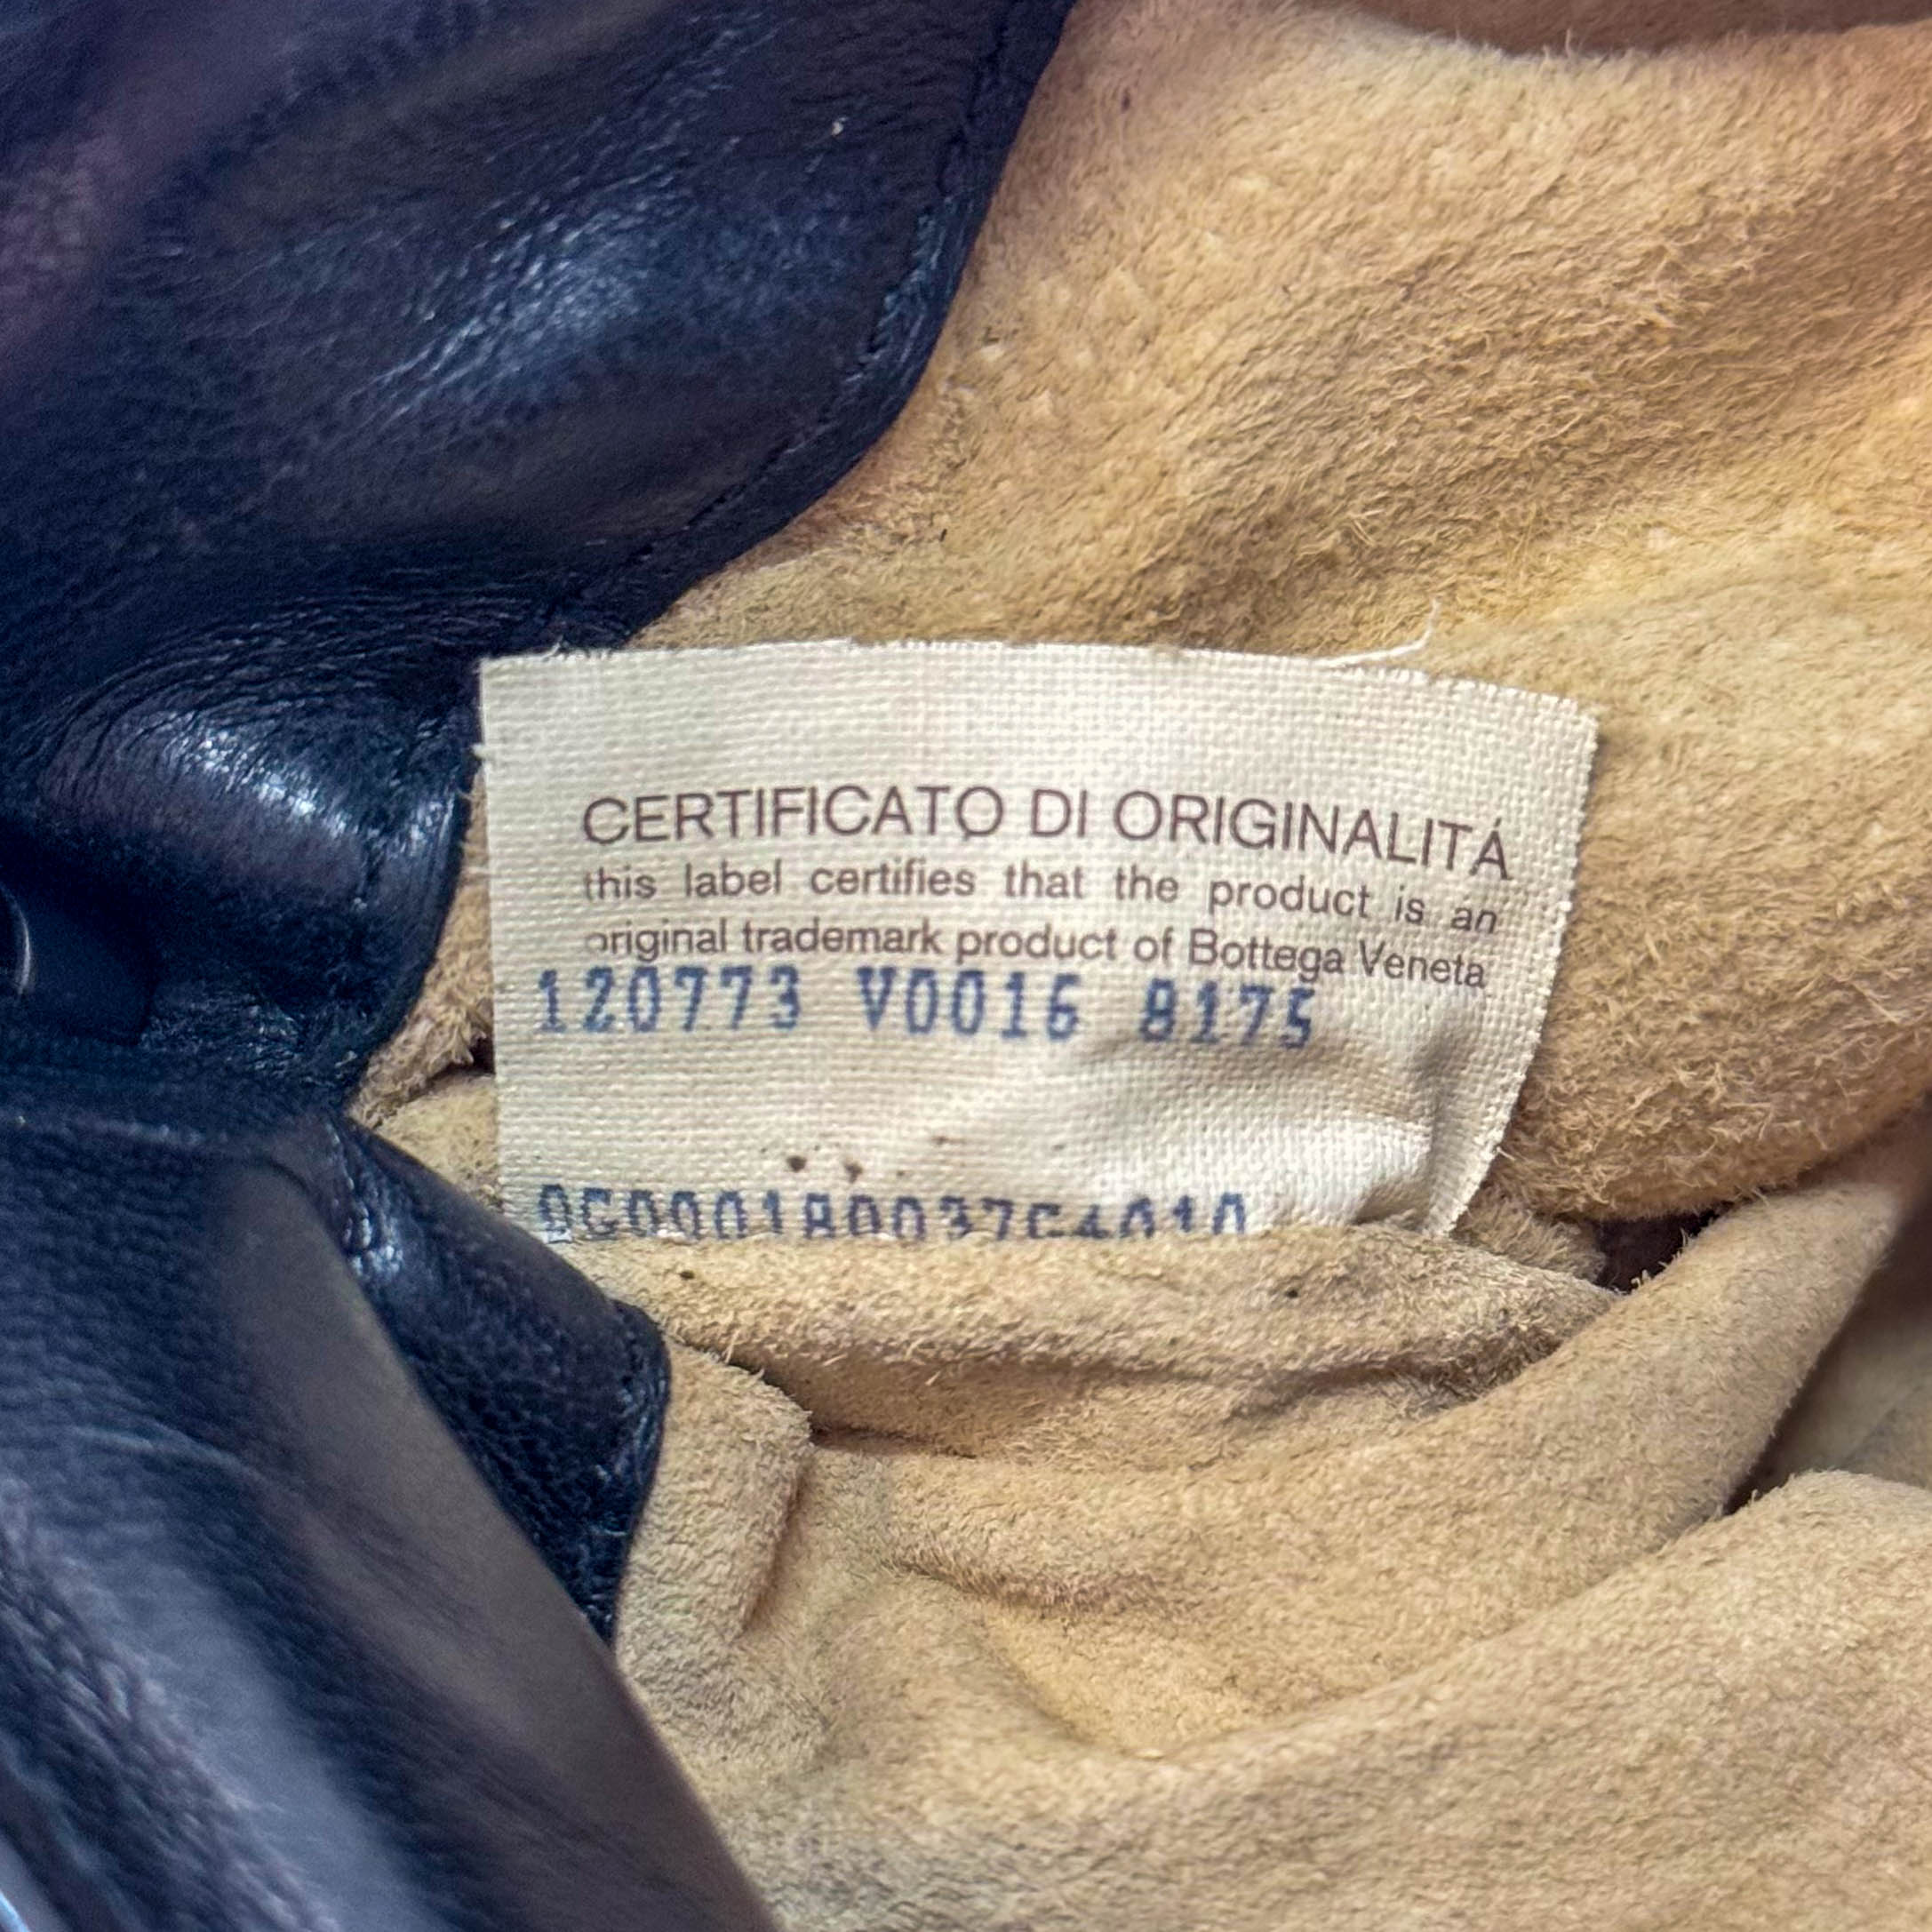 CERTIFICATO DI ORIGINALITÁ
this label certifies that the product is an
original trademark product of Bottega Veneta
120773 V0016 8175